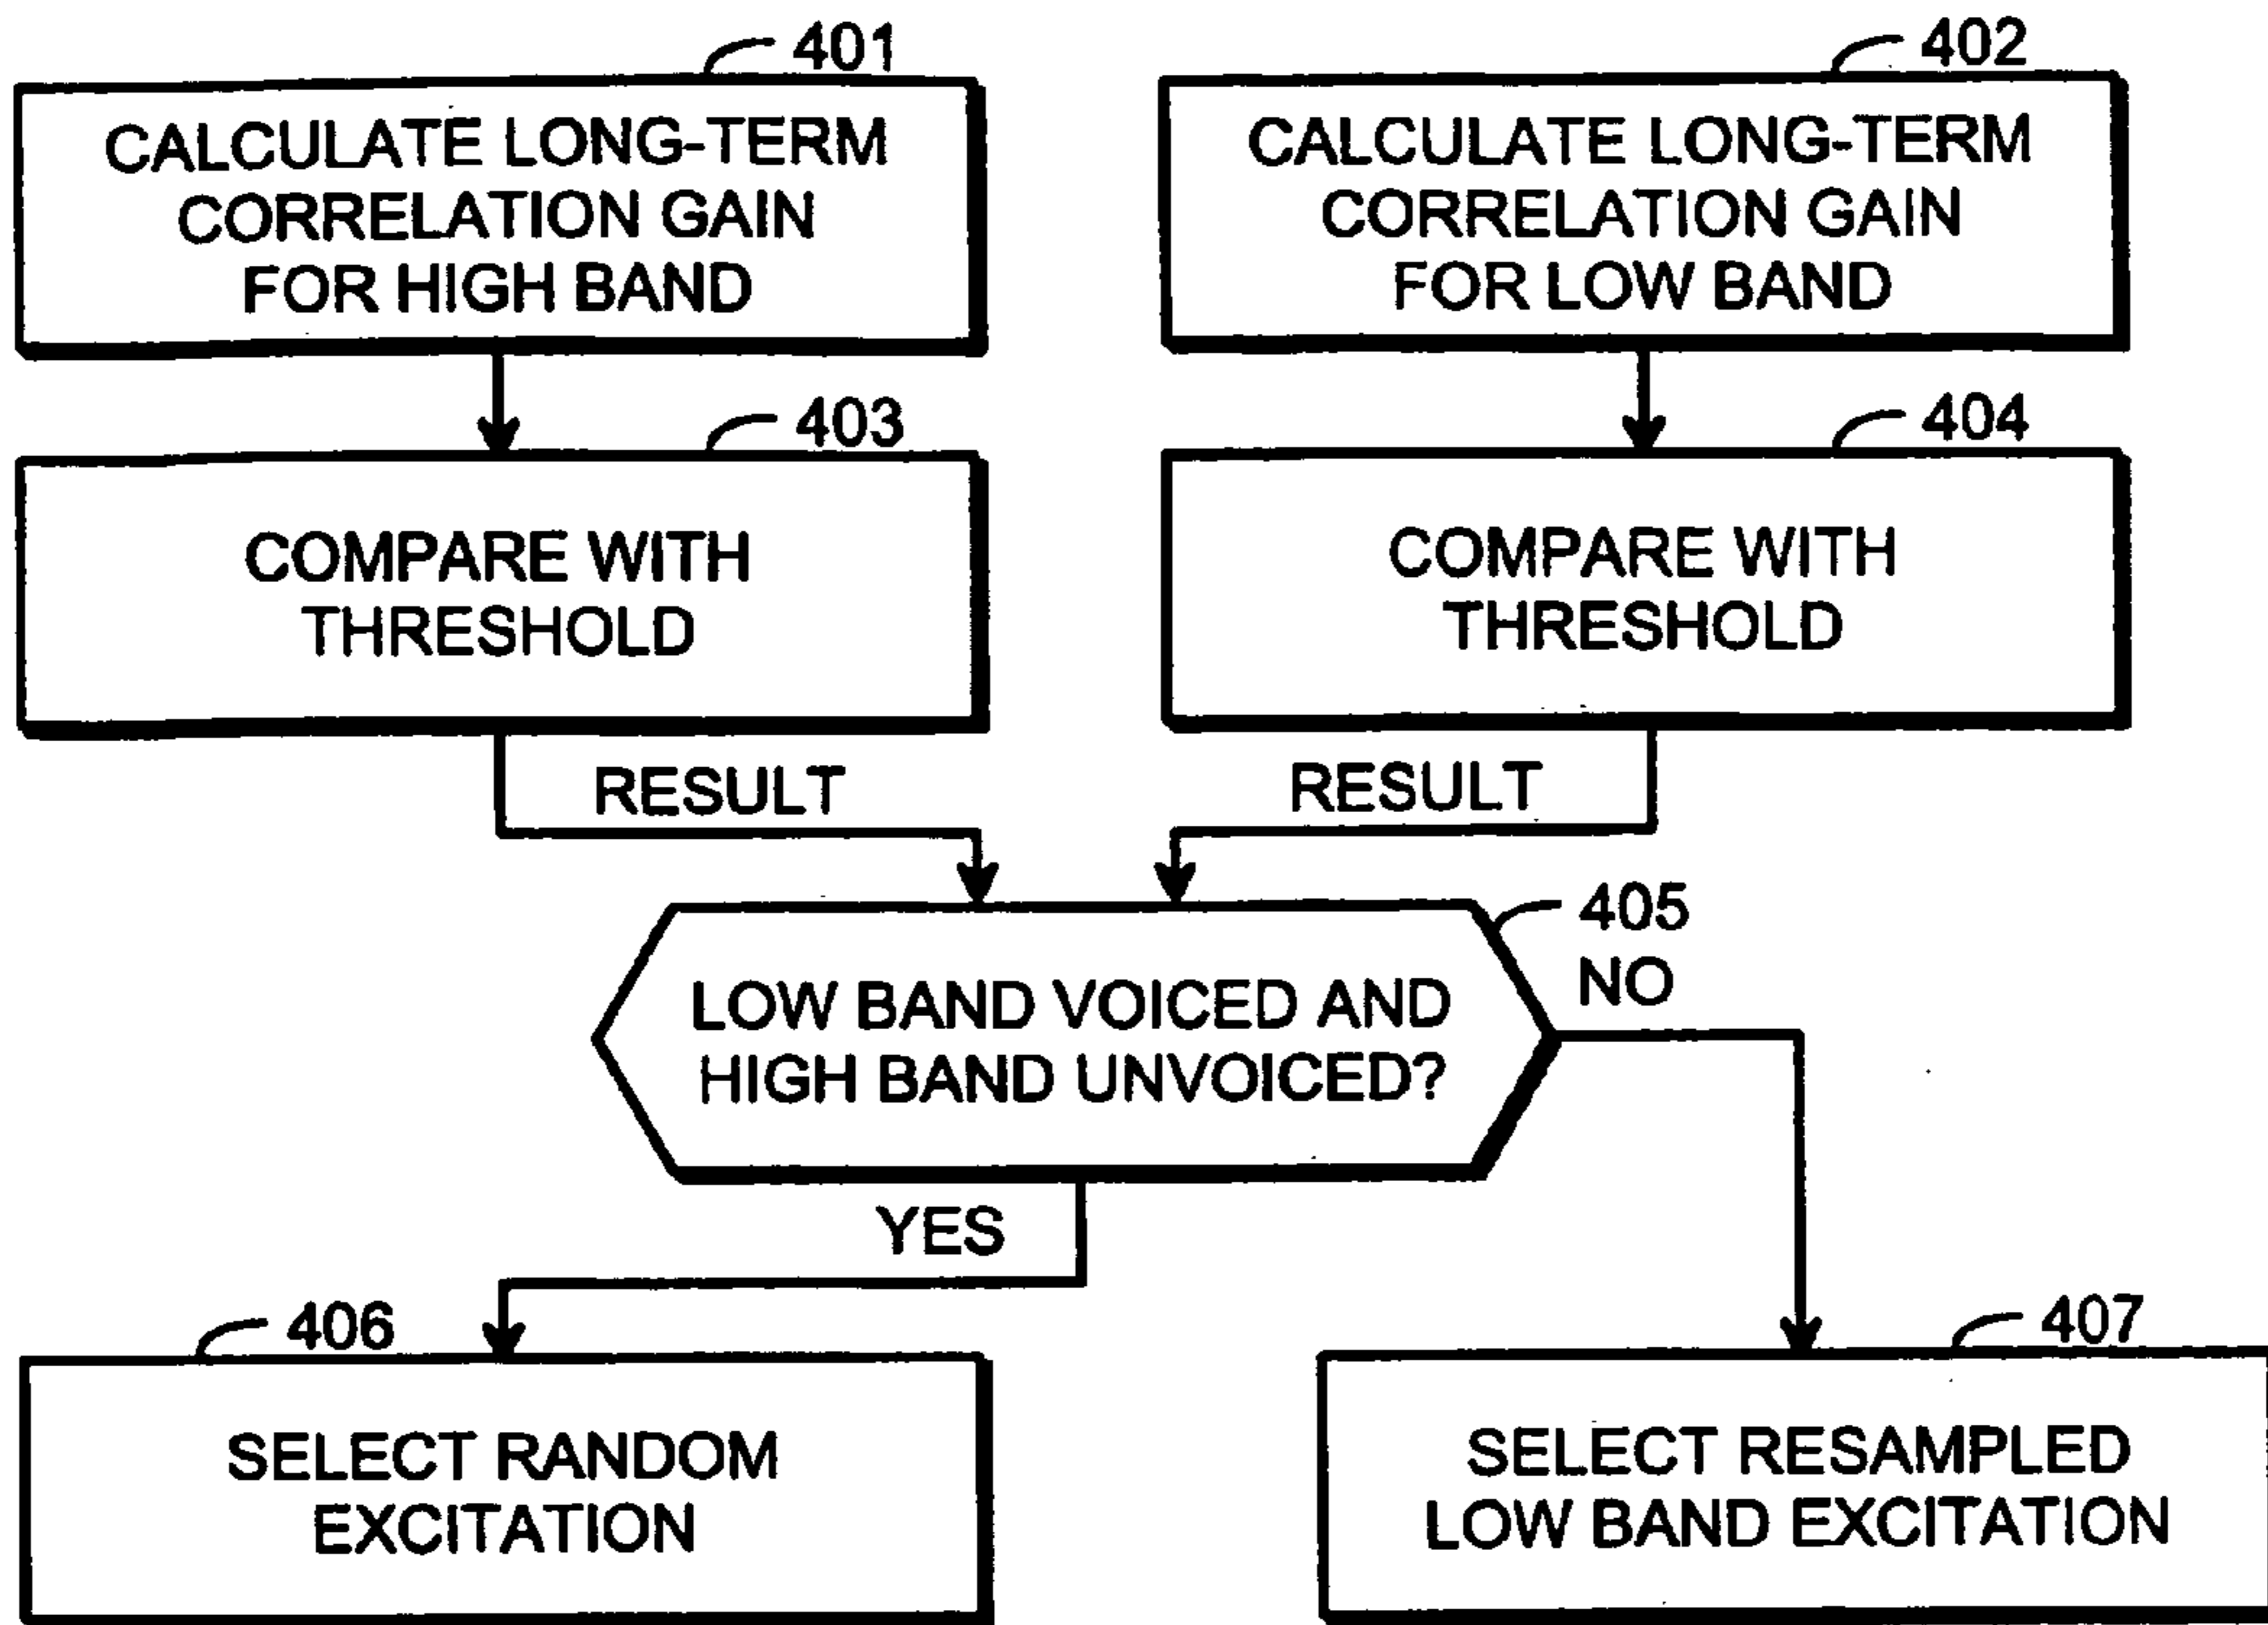 401
CALCULATE LONG-TERM
CORRELATION GAIN
FOR HIGH BAND
402
CALCULATE LONG-TERM
CORRELATION GAIN
FOR LOW BAND
403
COMPARE WITH
THRESHOLD
404
COMPARE WITH
THRESHOLD
RESULT
RESULT
405
LOW BAND VOICED AND
HIGH BAND UNVOICED?
NO
YES
406
SELECT RANDOM
EXCITATION
407
SELECT RESAMPLED
LOW BAND EXCITATION